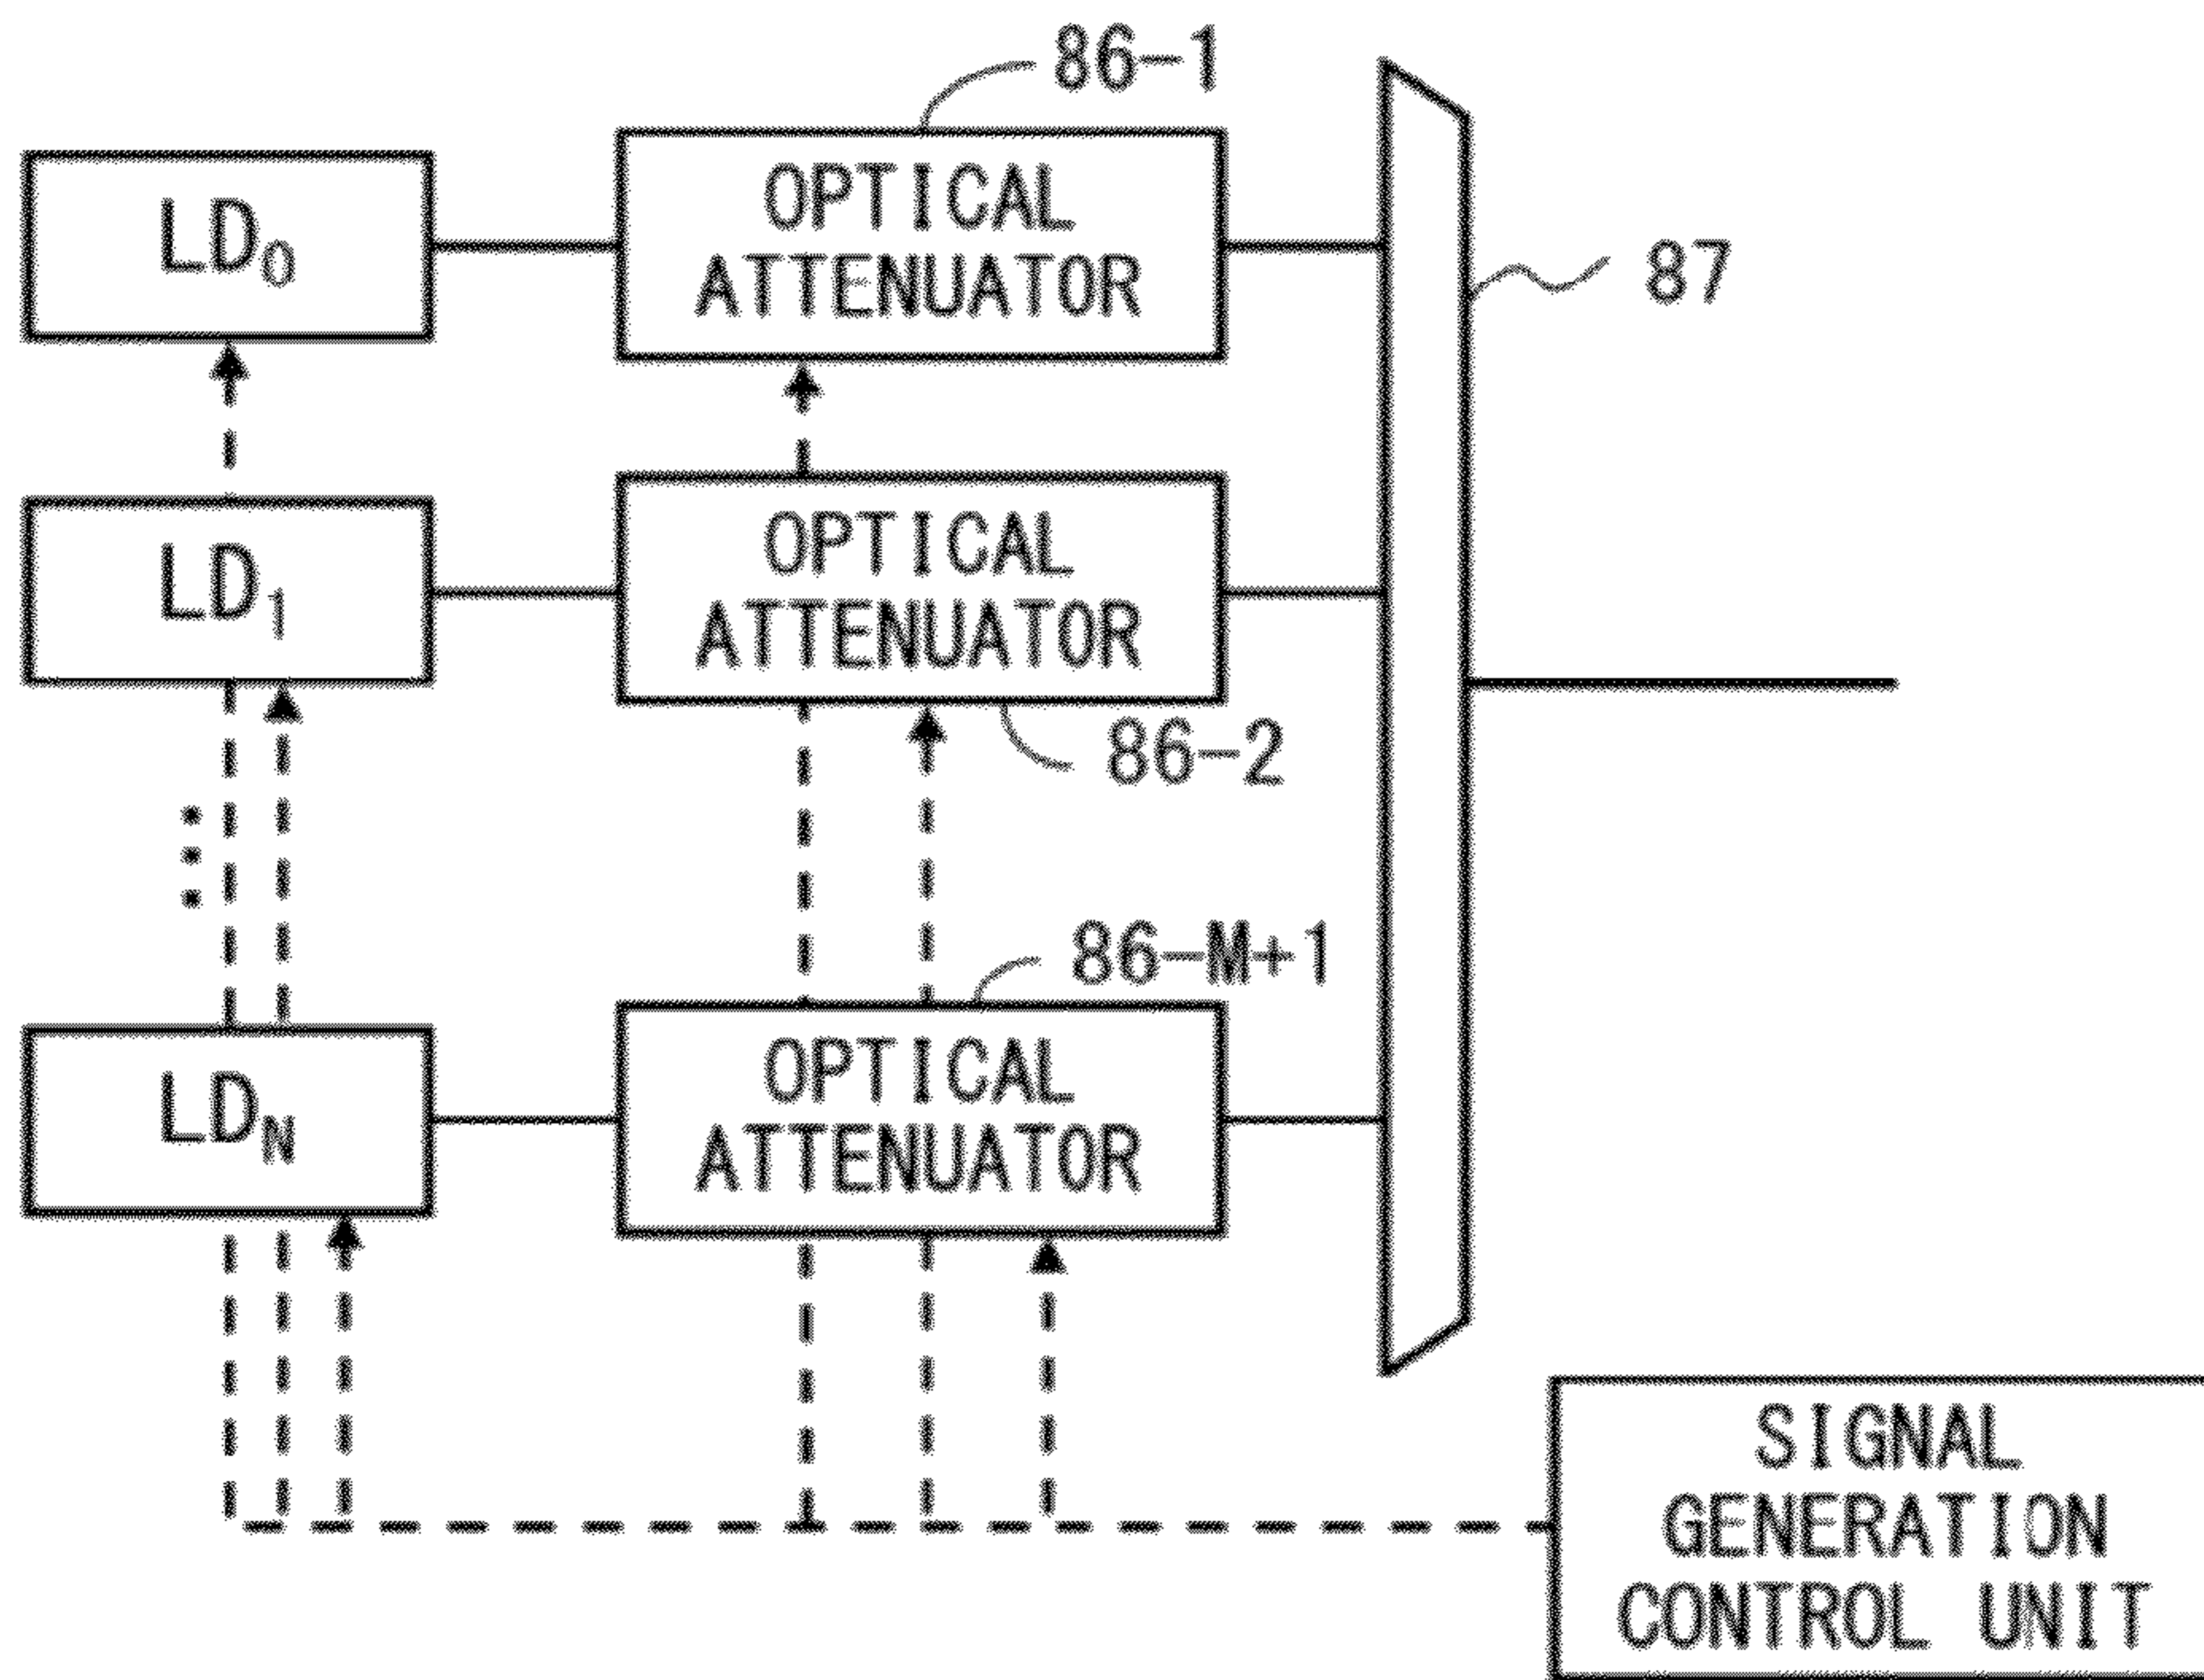 86-1
LD0
OPTICAL
ATTENUATOR
87
LD1
OPTICAL
ATTENUATOR
86-2
86-M+1
LDN
OPTICAL
ATTENUATOR
SIGNAL
GENERATION
CONTROL UNIT